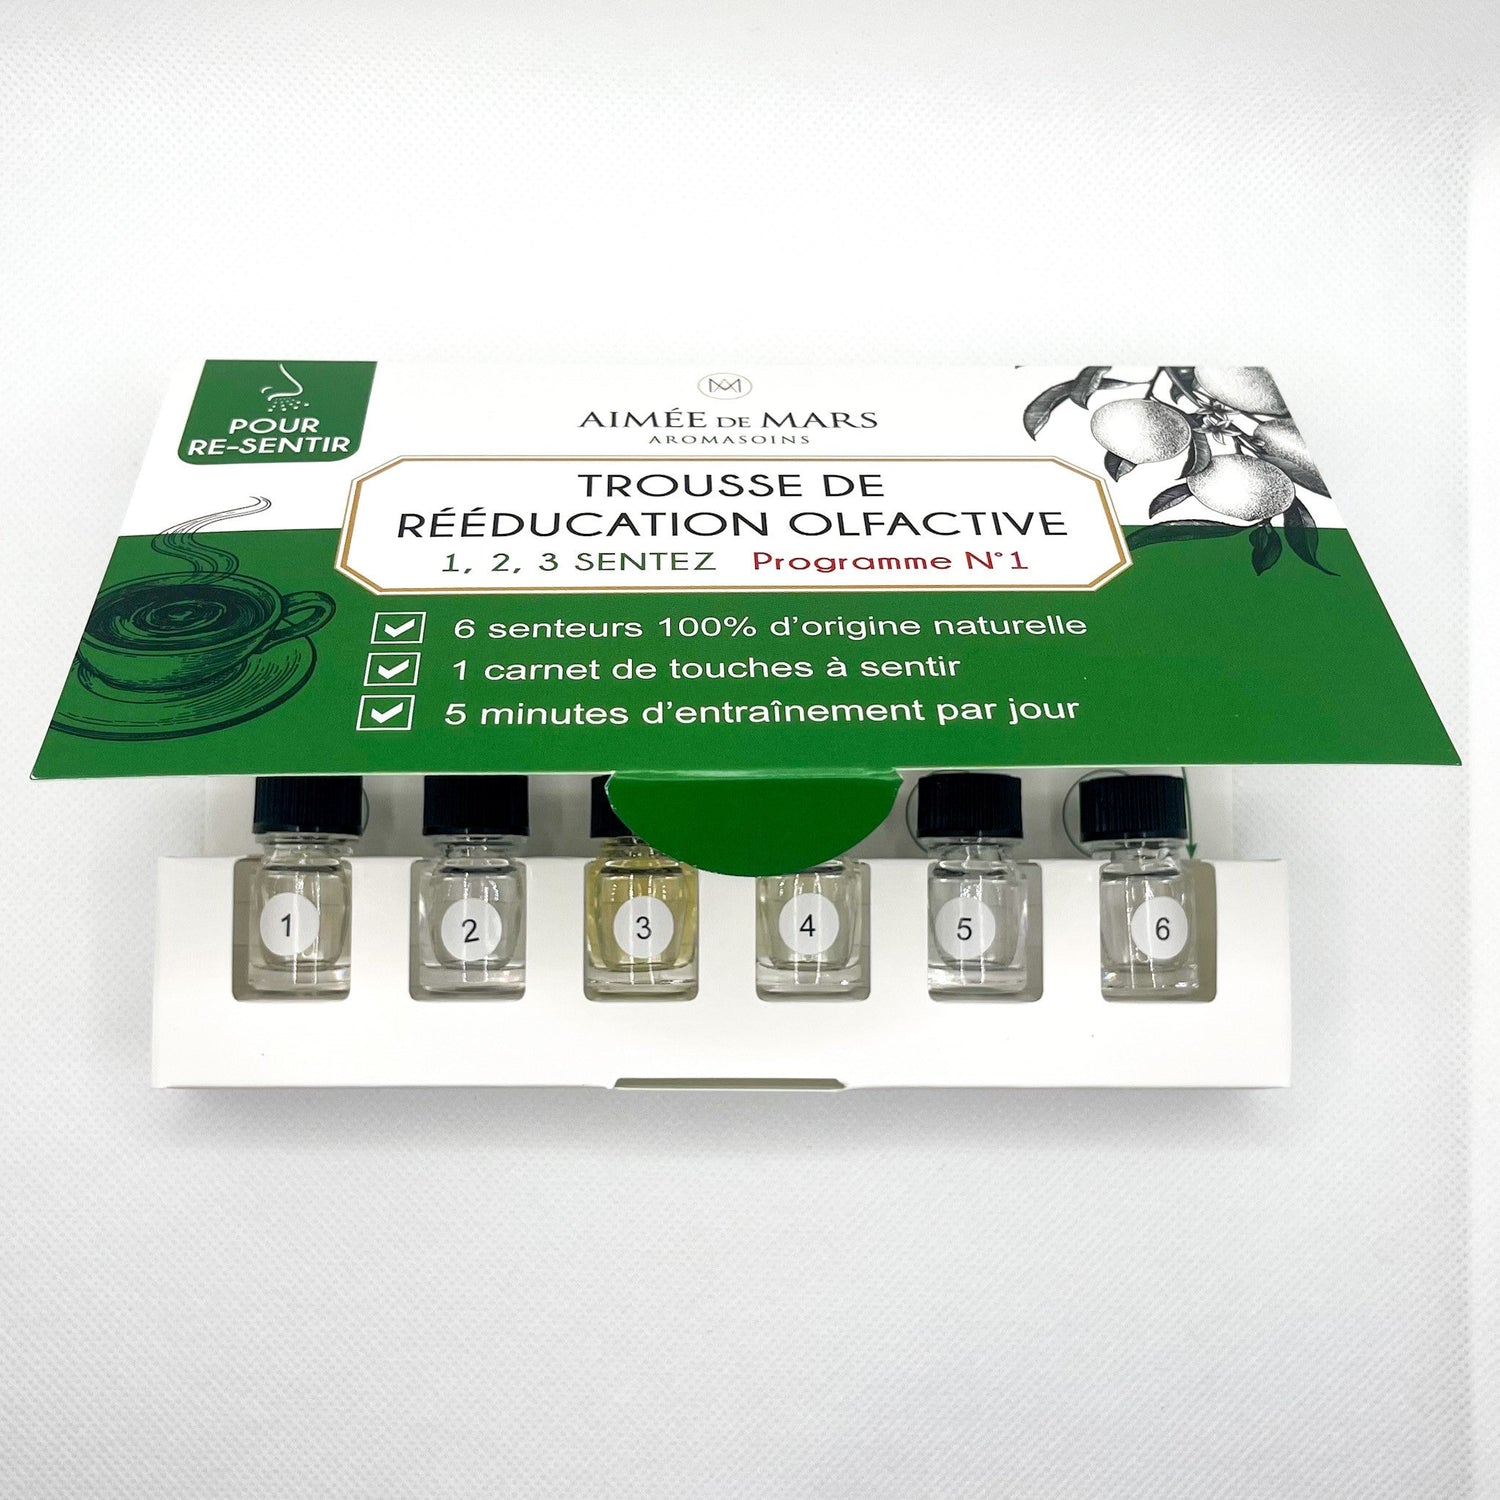 POUR
RE-SENTIR
AIMÉE DE MARS
AROMASOINS
TROUSSE DE
RÉÉDUCATION OLFACTIVE
1, 2, 3 SENTEZ Programme N°1
6 senteurs 100% d'origine naturelle
1 carnet de touches à sentir
5 minutes d'entraînement par jour
1 2 3 4 5 6